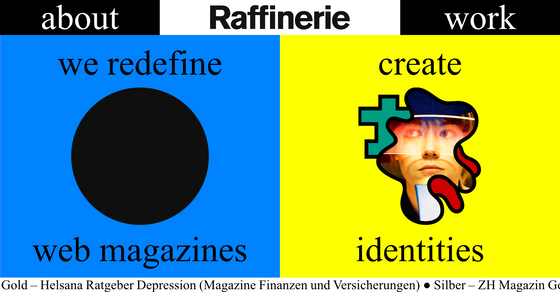 about
Raffinerie
work
we redefine
create
web magazines
identities
Gold – Helsana Ratgeber Depression (Magazine Finanzen und Versicherungen) ● Silber – ZH Magazin G